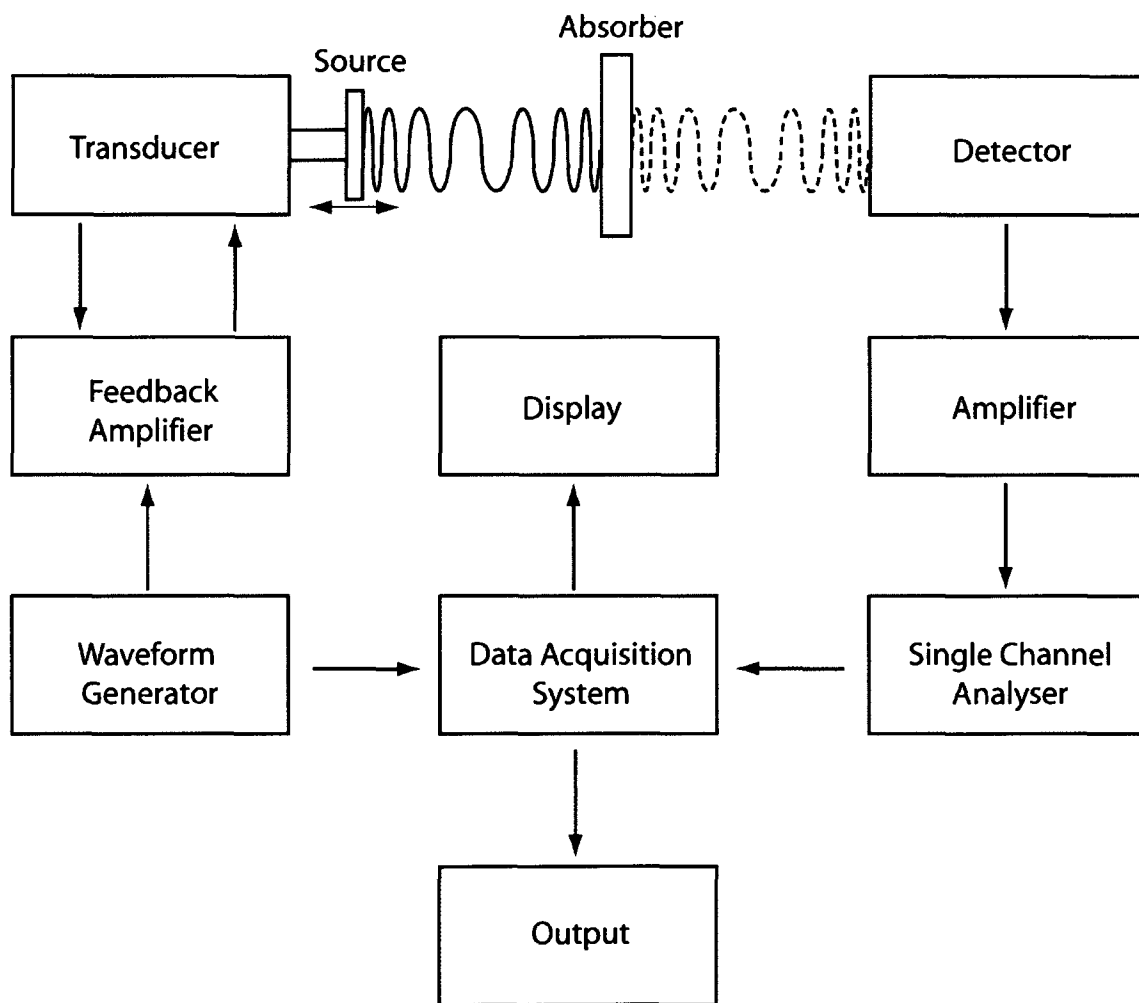 Absorber
Source
Transducer
Detector
Feedback
Amplifier
Display
Amplifier
Waveform
Generator
Data Acquisition
System
Single Channel
Analyser
Output